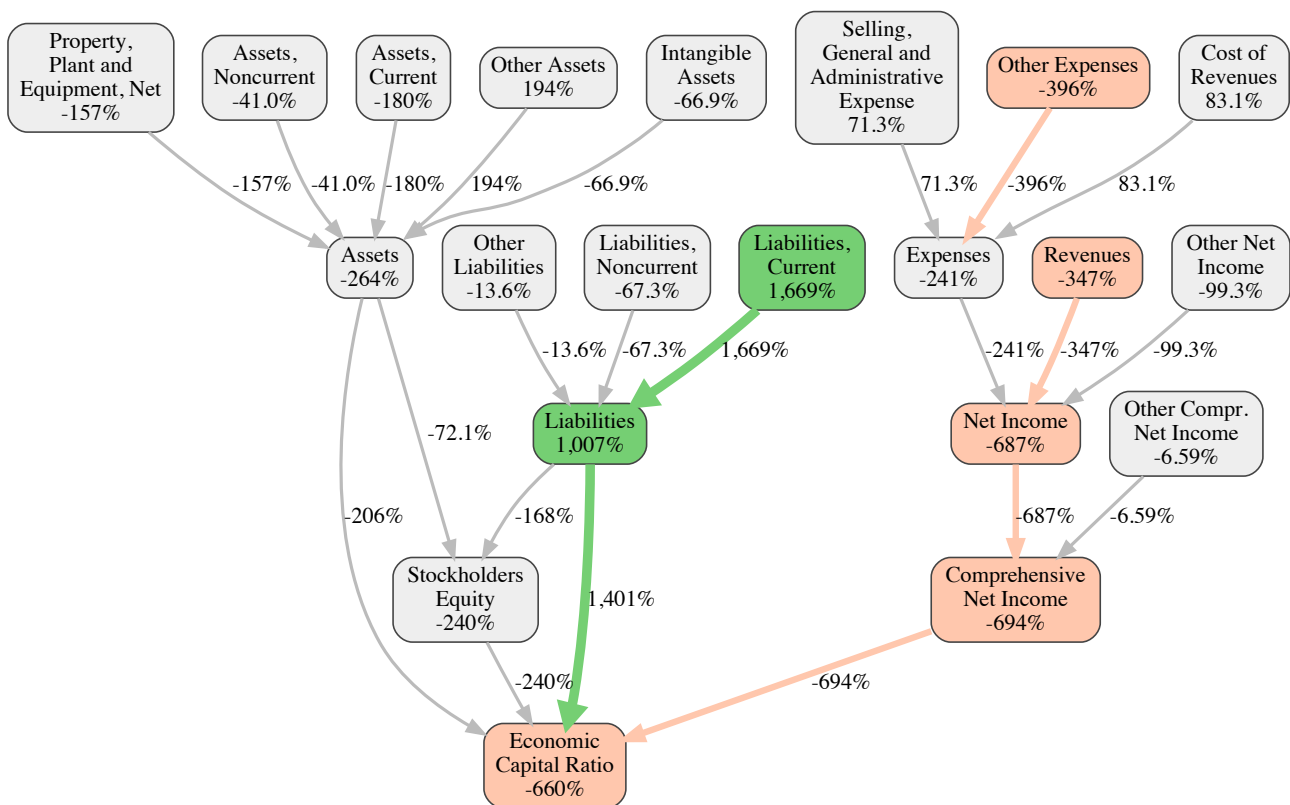 Property,
Plant and
Equipment, Net
-157%
Assets,
Noncurrent
-41.0%
Assets,
Current
-180%
Other Assets
194%
Intangible
Assets
-66.9%
Selling,
General and
Administrative
Expense
71.3%
Other Expenses
-396%
Cost of
Revenues
83.1%
-157%
-41.0%
-180%
194%
-66.9%
71.3%
-396%
83.1%
Assets
-264%
Other
Liabilities
-13.6%
Liabilities,
Noncurrent
-67.3%
Liabilities,
Current
1,669%
Expenses
-241%
Revenues
-347%
Other Net
Income
-99.3%
-13.6%
-67.3%
1,669%
-241%
-347%
-99.3%
-72.1%
Liabilities
1,007%
Net Income
-687%
Other Compr.
Net Income
-6.59%
-206%
-168%
-687%
-6.59%
Stockholders
Equity
-240%
1,401%
Comprehensive
Net Income
-694%
-240%
-694%
Economic
Capital Ratio
-660%